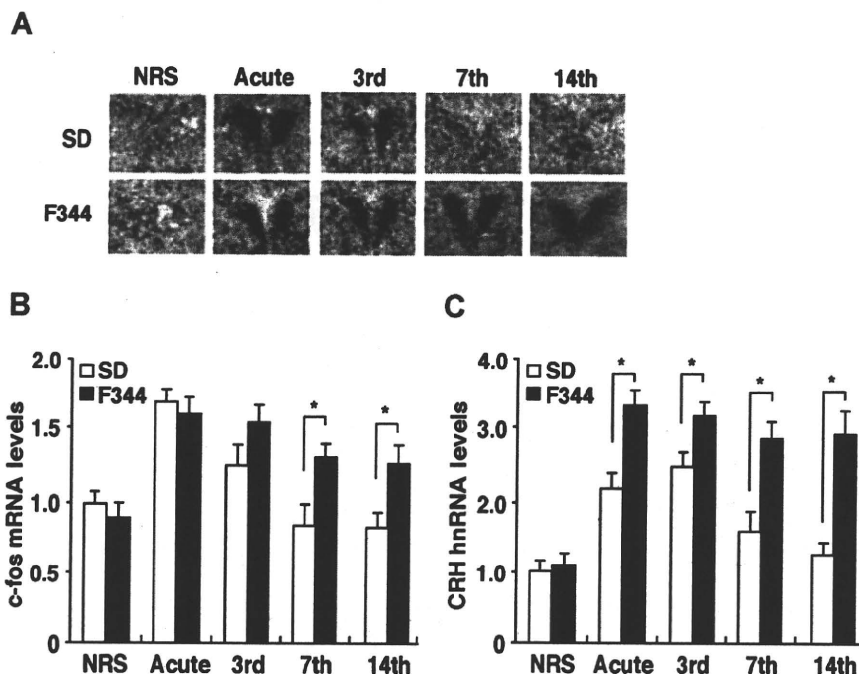 A
NRS Acute 3rd 7th 14th
SD
F344
B
c-fos mRNA levels
2.0
1.5
1.0
0.5
0
SD
F344
*
*
NRS Acute 3rd 7th 14th
C
CRH hnRNA levels
4.0
3.0
2.0
1.0
0
SD
F344
*
*
*
*
NRS Acute 3rd 7th 14th